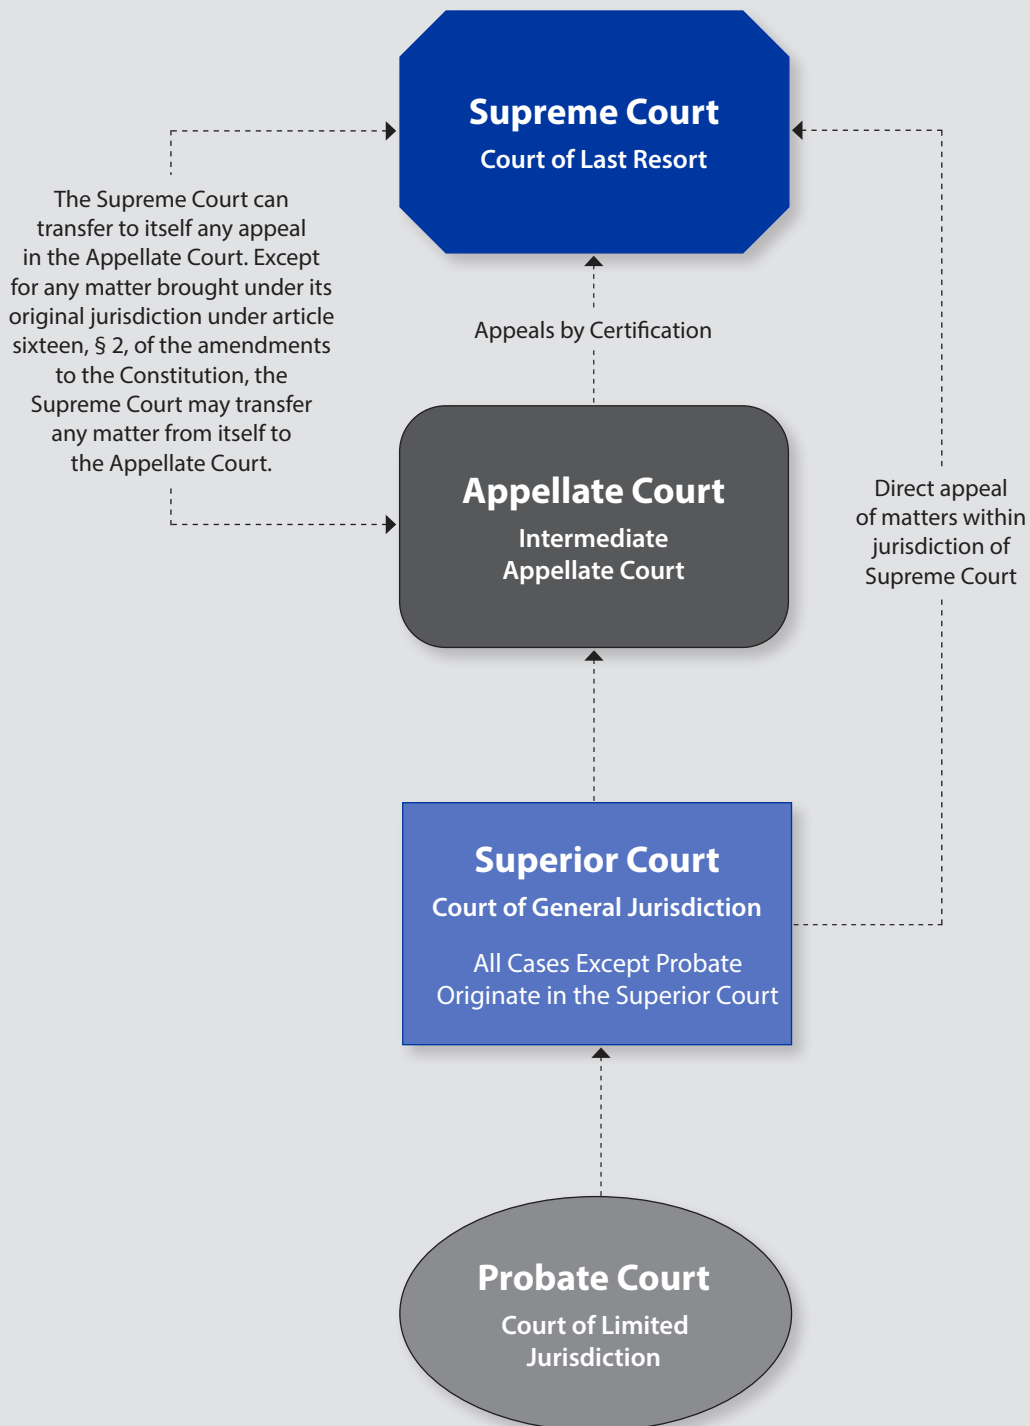 Supreme Court
Court of Last Resort
The Supreme Court can
transfer to itself any appeal
in the Appellate Court. Except
for any matter brought under its
original jurisdiction under article
sixteen, § 2, of the amendments
to the Constitution, the
Supreme Court may transfer
any matter from itself to
the Appellate Court.
Appeals by Certification
Appellate Court
Intermediate
Appellate Court
Direct appeal
of matters within
jurisdiction of
Supreme Court
Superior Court
Court of General Jurisdiction
All Cases Except Probate
Originate in the Superior Court
Probate Court
Court of Limited
Jurisdiction